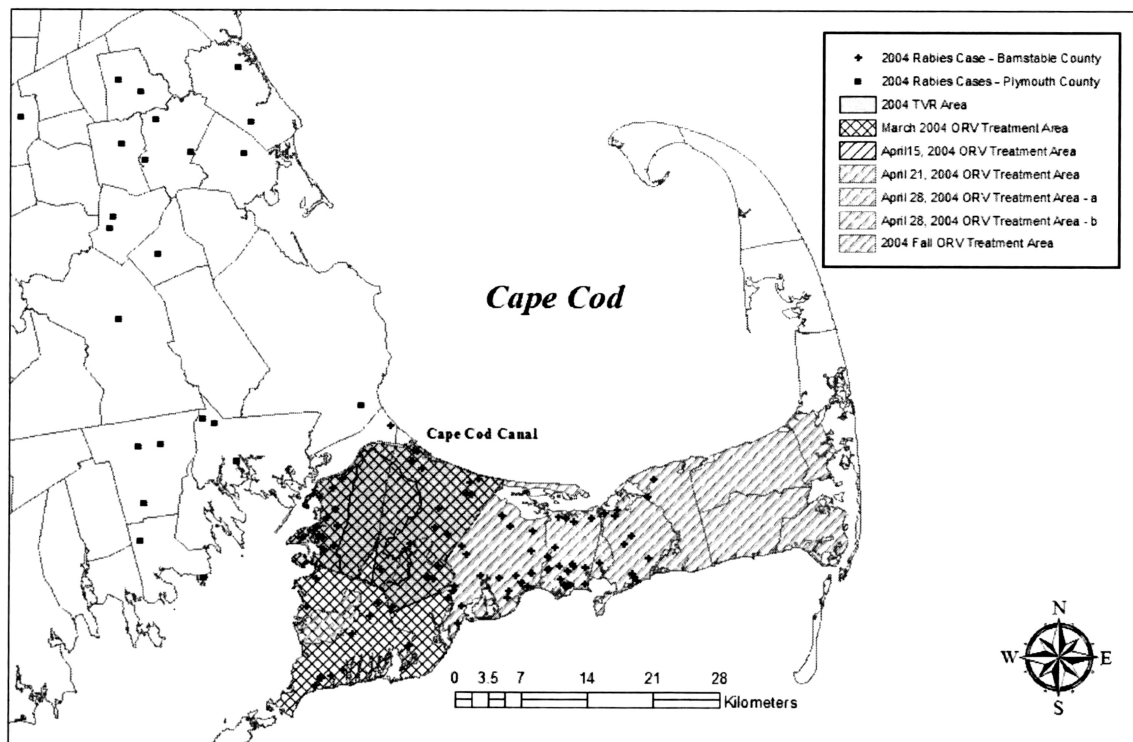 2004 Rabies Case - Barnstable County
2004 Rabies Cases - Plymouth County
2004 TVR Area
March 2004 ORV Treatment Area
April15, 2004 ORV Treatment Area
April 21, 2004 ORV Treatment Area
April 28, 2004 ORV Treatment Area - a
April 28, 2004 ORV Treatment Area - b
2004 Fall ORV Treatment Area
Cape Cod
Cape Cod Canal
N
W E
S
0 3.5 7 14 21 28
Kilometers